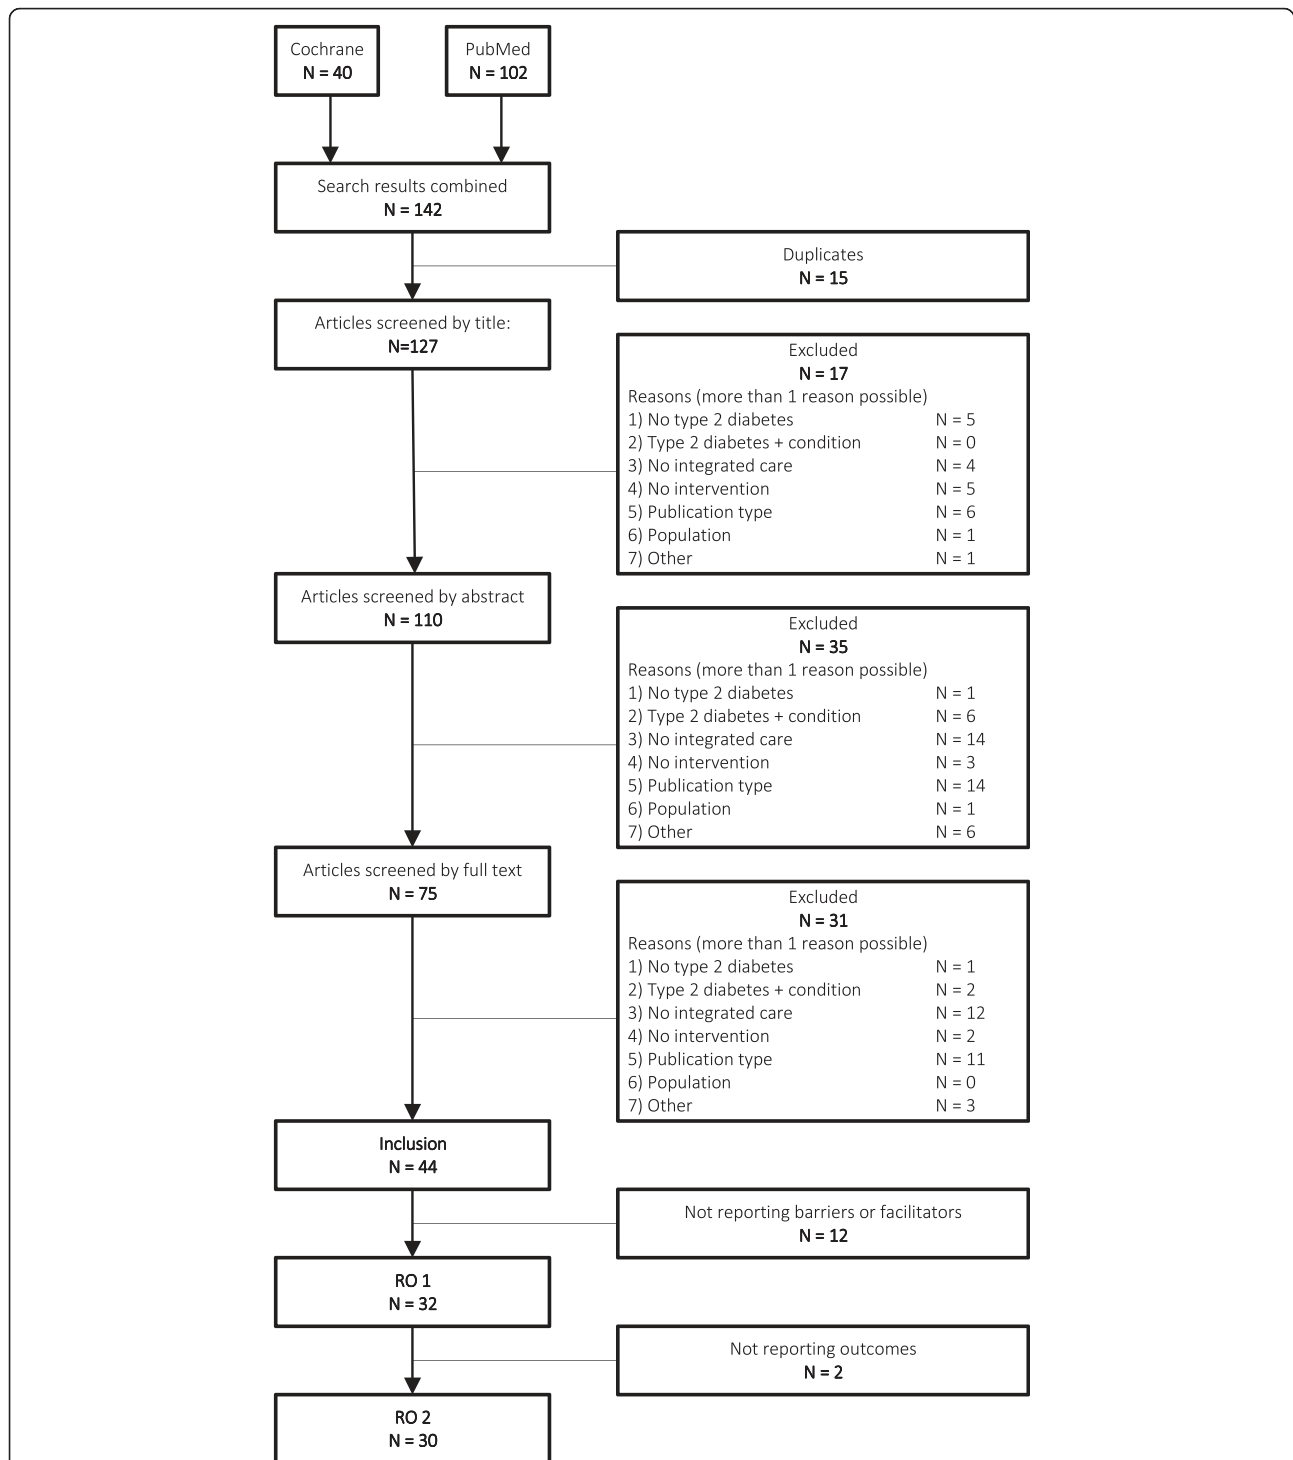 Cochrane
N = 40
PubMed
N = 102
Search results combined
N = 142
Duplicates
N = 15
Articles screened by title:
N=127
Excluded
N = 17
Reasons (more than 1 reason possible)
1) No type 2 diabetes N = 5
2) Type 2 diabetes + condition N = 0
3) No integrated care N = 4
4) No intervention N = 5
5) Publication type N = 6
6) Population N = 1
7) Other N = 1
Articles screened by abstract
N = 110
Excluded
N = 35
Reasons (more than 1 reason possible)
1) No type 2 diabetes N = 1
2) Type 2 diabetes + condition N = 6
3) No integrated care N = 14
4) No intervention N = 3
5) Publication type N = 14
6) Population N = 1
7) Other N = 6
Articles screened by full text
N = 75
Excluded
N = 31
Reasons (more than 1 reason possible)
1) No type 2 diabetes N = 1
2) Type 2 diabetes + condition N = 2
3) No integrated care N = 12
4) No intervention N = 2
5) Publication type N = 11
6) Population N = 0
7) Other N = 3
Inclusion
N = 44
Not reporting barriers or facilitators
N = 12
RO 1
N = 32
Not reporting outcomes
N = 2
RO 2
N = 30